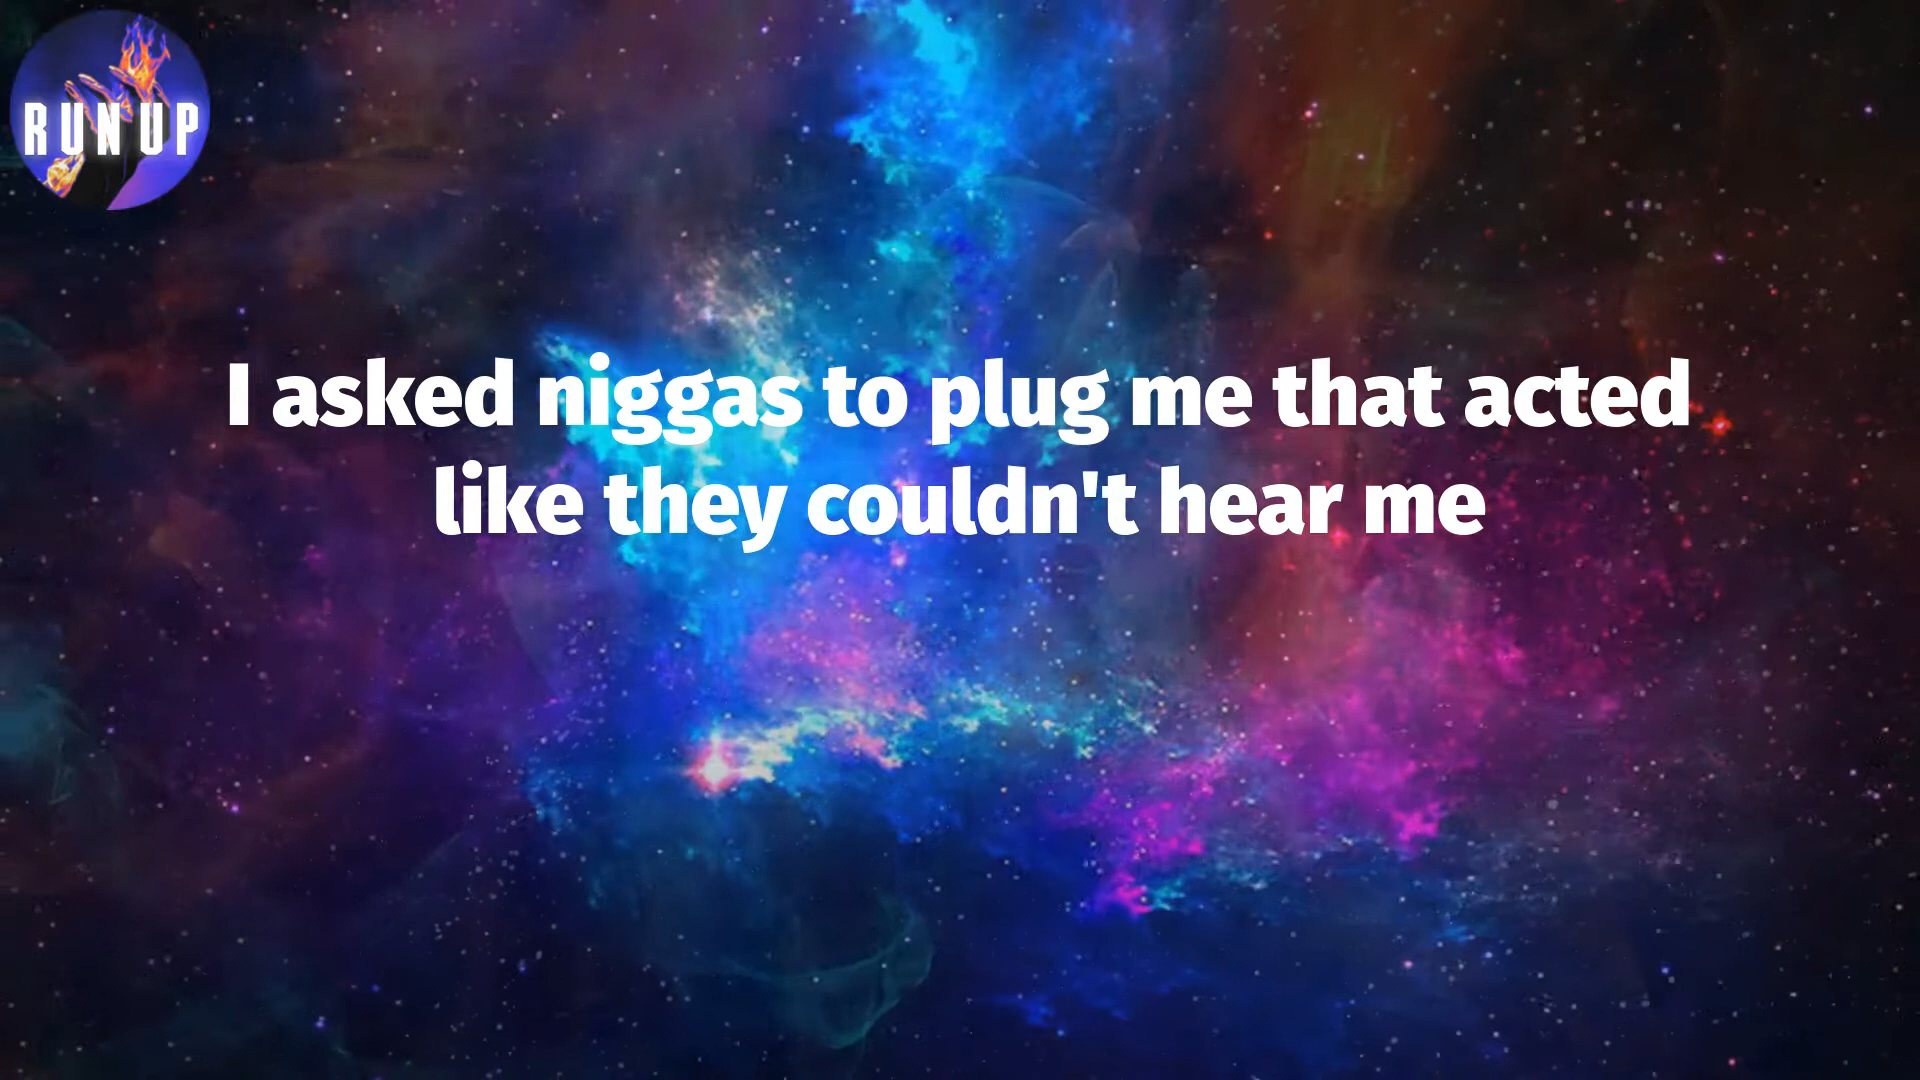 RUN UP
I asked niggas to plug me that acted
like they couldn't hear me